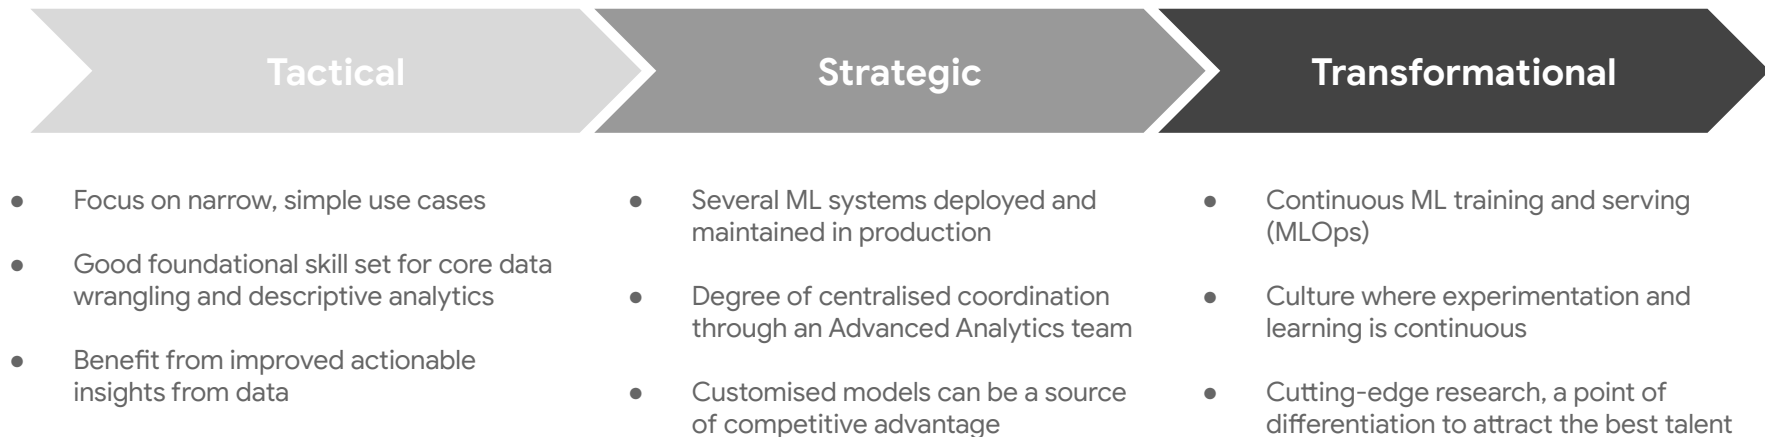 Tactical
Strategic
Transformational
● Focus on narrow, simple use cases
● Good foundational skill set for core data
wrangling and descriptive analytics
● Benefit from improved actionable
insights from data
● Several ML systems deployed and
maintained in production
● Degree of centralised coordination
through an Advanced Analytics team
● Customised models can be a source
of competitive advantage
● Continuous ML training and serving
(MLOps)
● Culture where experimentation and
learning is continuous
● Cutting-edge research, a point of
differentiation to attract the best talent